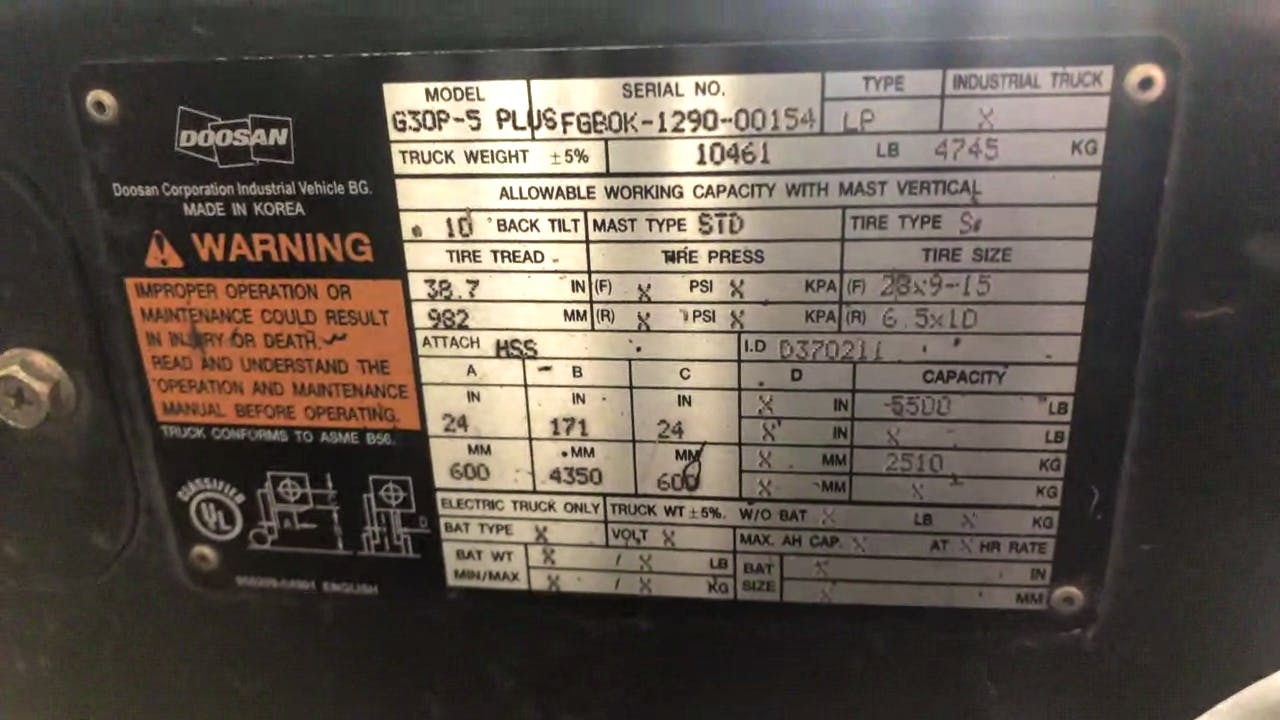 MODEL SERIAL NO. TYPE INDUSTRIAL TRUCK
G30P-5 PLUS FGB0K-1290-00154 LP X
TRUCK WEIGHT ±5% 10461 LB 4745 KG
DOOSAN
Doosan Corporation Industrial Vehicle BG.
MADE IN KOREA
WARNING
IMPROPER OPERATION OR
MAINTENANCE COULD RESULT
IN INJURY OR DEATH.
READ AND UNDERSTAND THE
OPERATION AND MAINTENANCE
MANUAL BEFORE OPERATING.
TRUCK CONFORMS TO ASME B56.
CLASSIFIED
UL
A D
ENGLISH
ALLOWABLE WORKING CAPACITY WITH MAST VERTICAL
10 ° BACK TILT MAST TYPE STD TIRE TYPE
TIRE TREAD TIRE PRESS TIRE SIZE
38.7 IN (F) X PSI X KPA (F) 28x9-15
982 MM (R) X PSI X KPA (R) 6.5x10
ATTACH HSS I.D D370211
A B C D CAPACITY
IN IN IN X IN 5500 LB
24 171 24 X IN X LB
MM MM MM X MM 2510 KG
600 4350 600 X MM X KG
ELECTRIC TRUCK ONLY TRUCK WT ±5%. W/O BAT X LB X KG
BAT TYPE X VOLT X MAX. AH CAP. X AT X HR RATE
BAT WT X / X LB BAT X IN
MIN/MAX X / X KG SIZE X MM